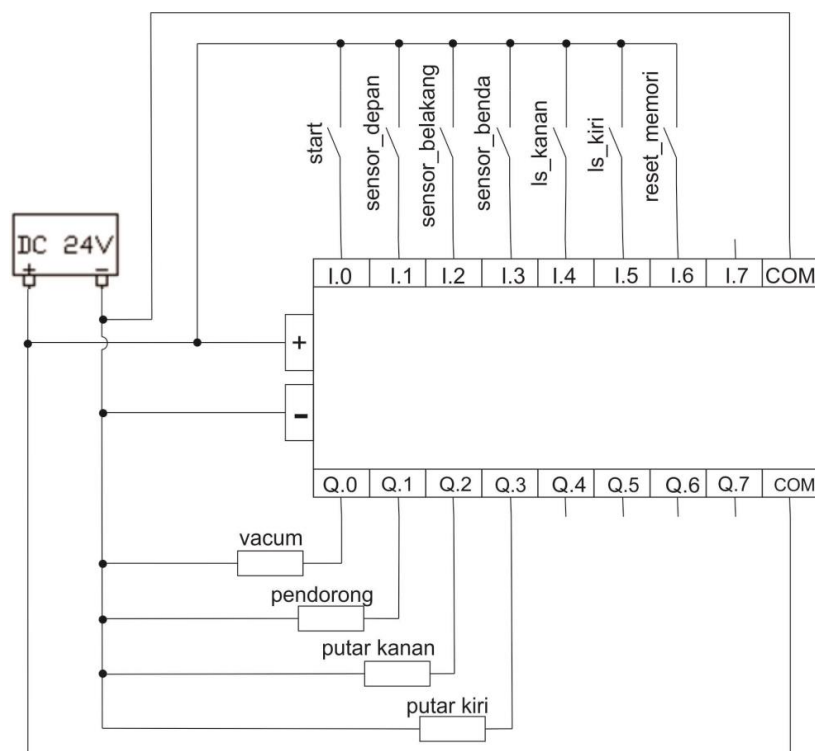 start
sensor_depan
sensor_belakang
sensor_benda
ls_kanan
ls_kiri
reset_memori
DC 24V
+ −
I.0 I.1 I.2 I.3 I.4 I.5 I.6 I.7 COM
+
-
Q.0 Q.1 Q.2 Q.3 Q.4 Q.5 Q.6 Q.7 COM
vacum
pendorong
putar kanan
putar kiri